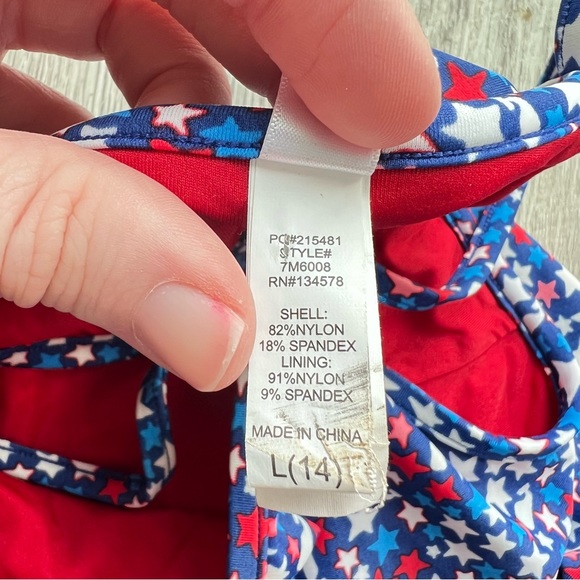 PO#215481
STYLE#
7M6008
RN#134578
SHELL:
82%NYLON
18% SPANDEX
LINING:
91%NYLON
9% SPANDEX
MADE IN CHINA
L(14)